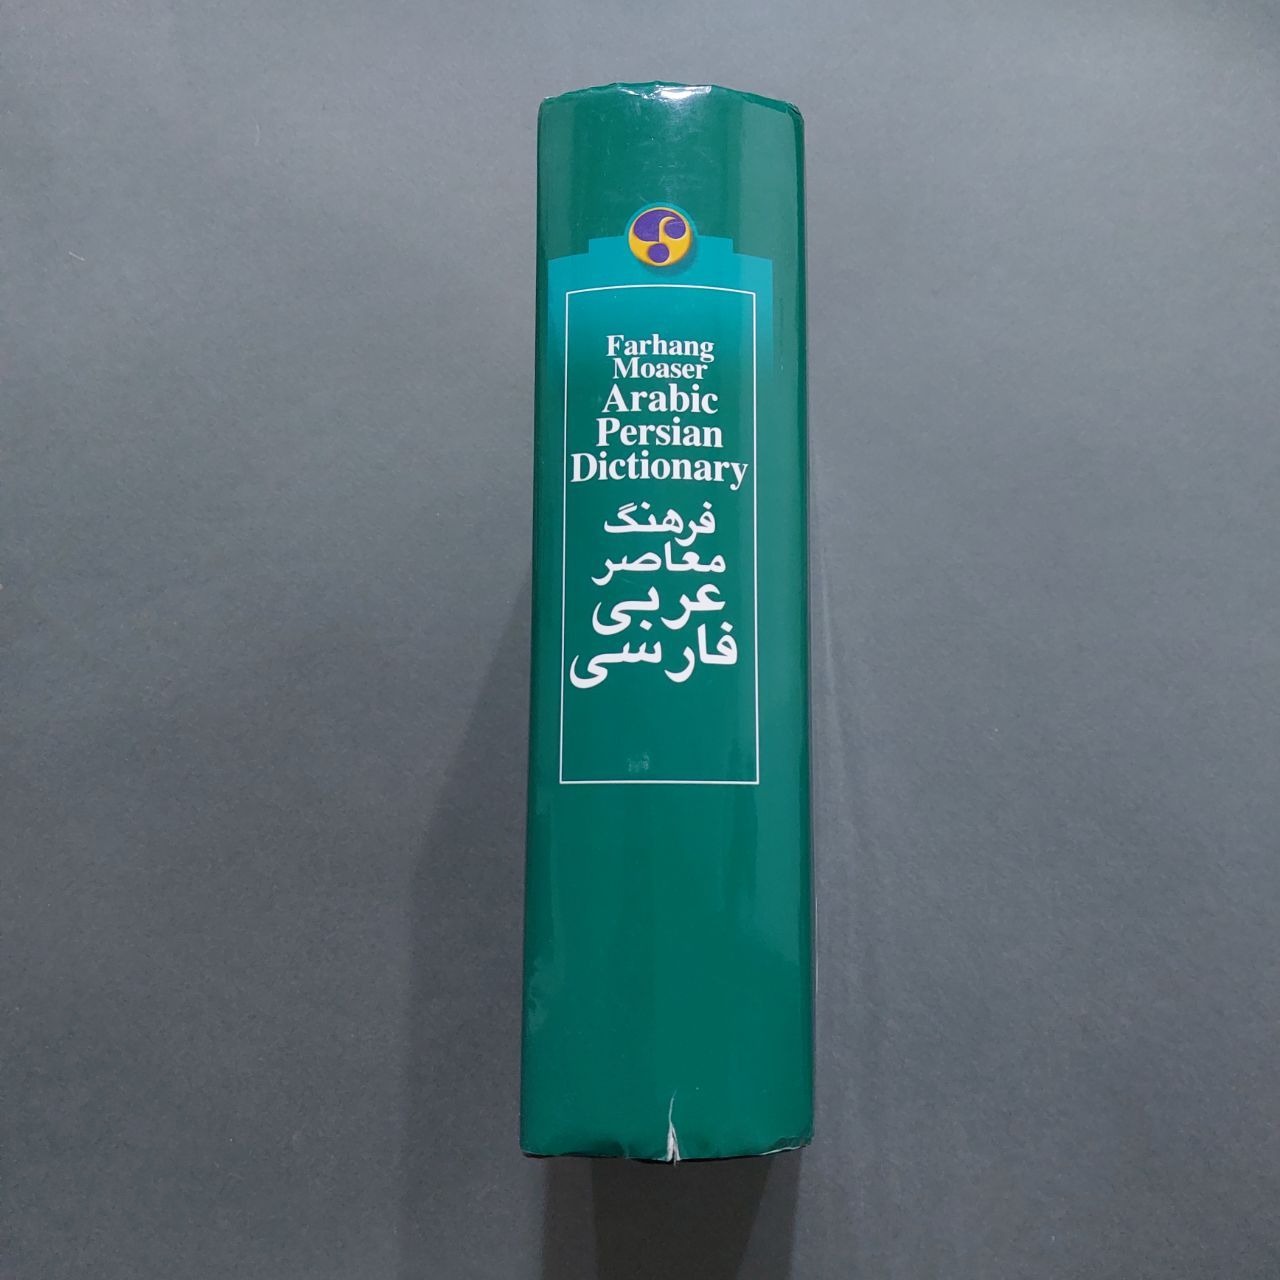 Farhang
Moaser
Arabic
Persian
Dictionary
فرهنگ
معاصر
عربی
فارسی